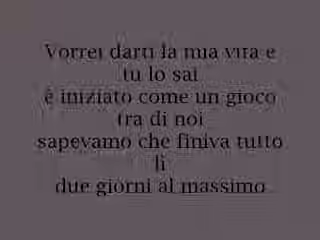 Vorrei darti la mia vita e
tu lo sai
è iniziato come un gioco
tra di noi
sapevamo che finiva tutto
lì
due giorni al massimo